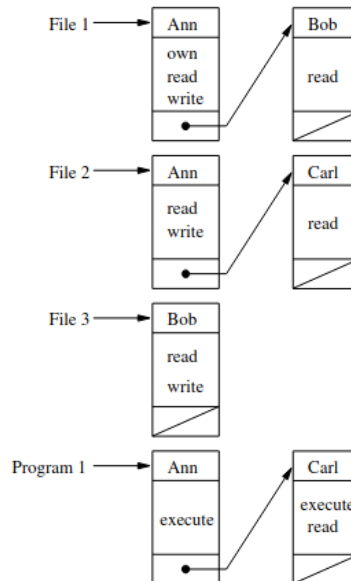 File 1
Ann
own
read
write
Bob
read
File 2
Ann
read
write
Carl
read
File 3
Bob
read
write
Program 1
Ann
execute
Carl
execute
read